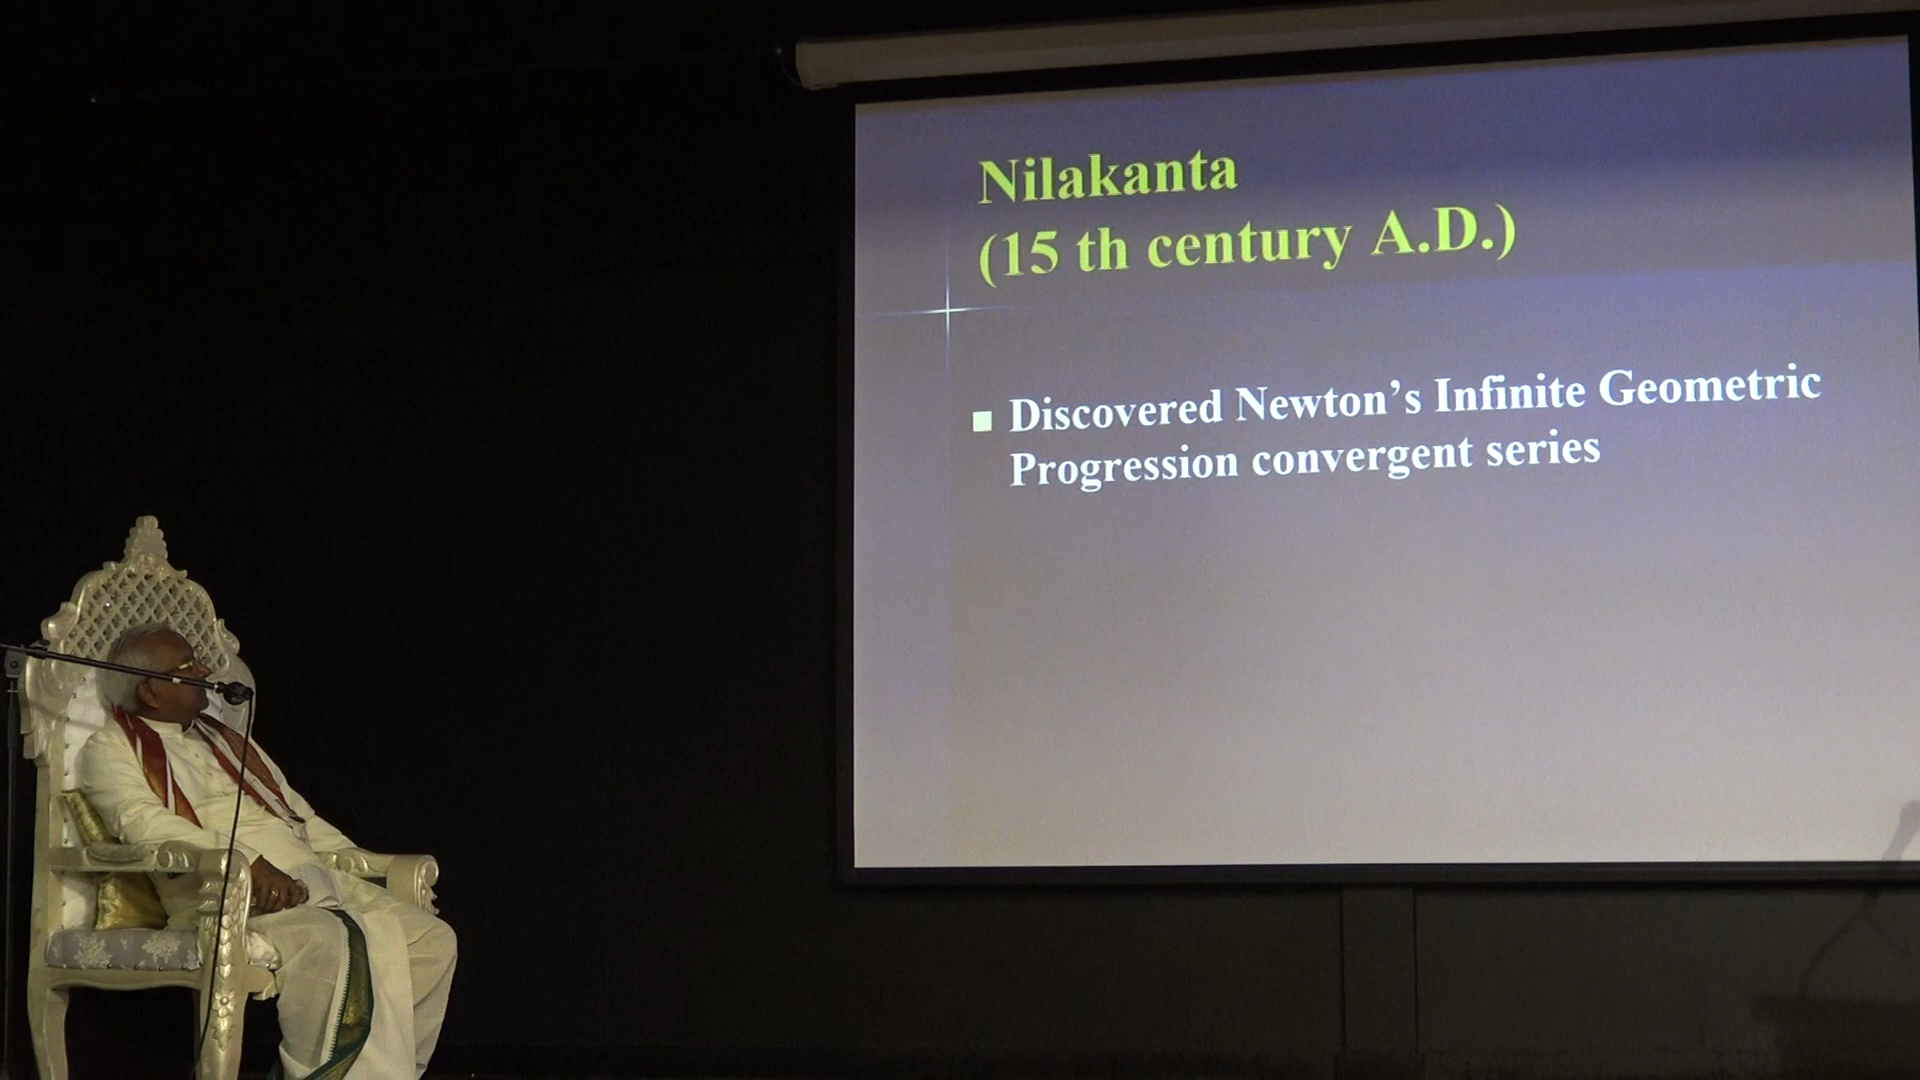 Nilakanta
(15 th century A.D.)
Discovered Newton’s Infinite Geometric
Progression convergent series